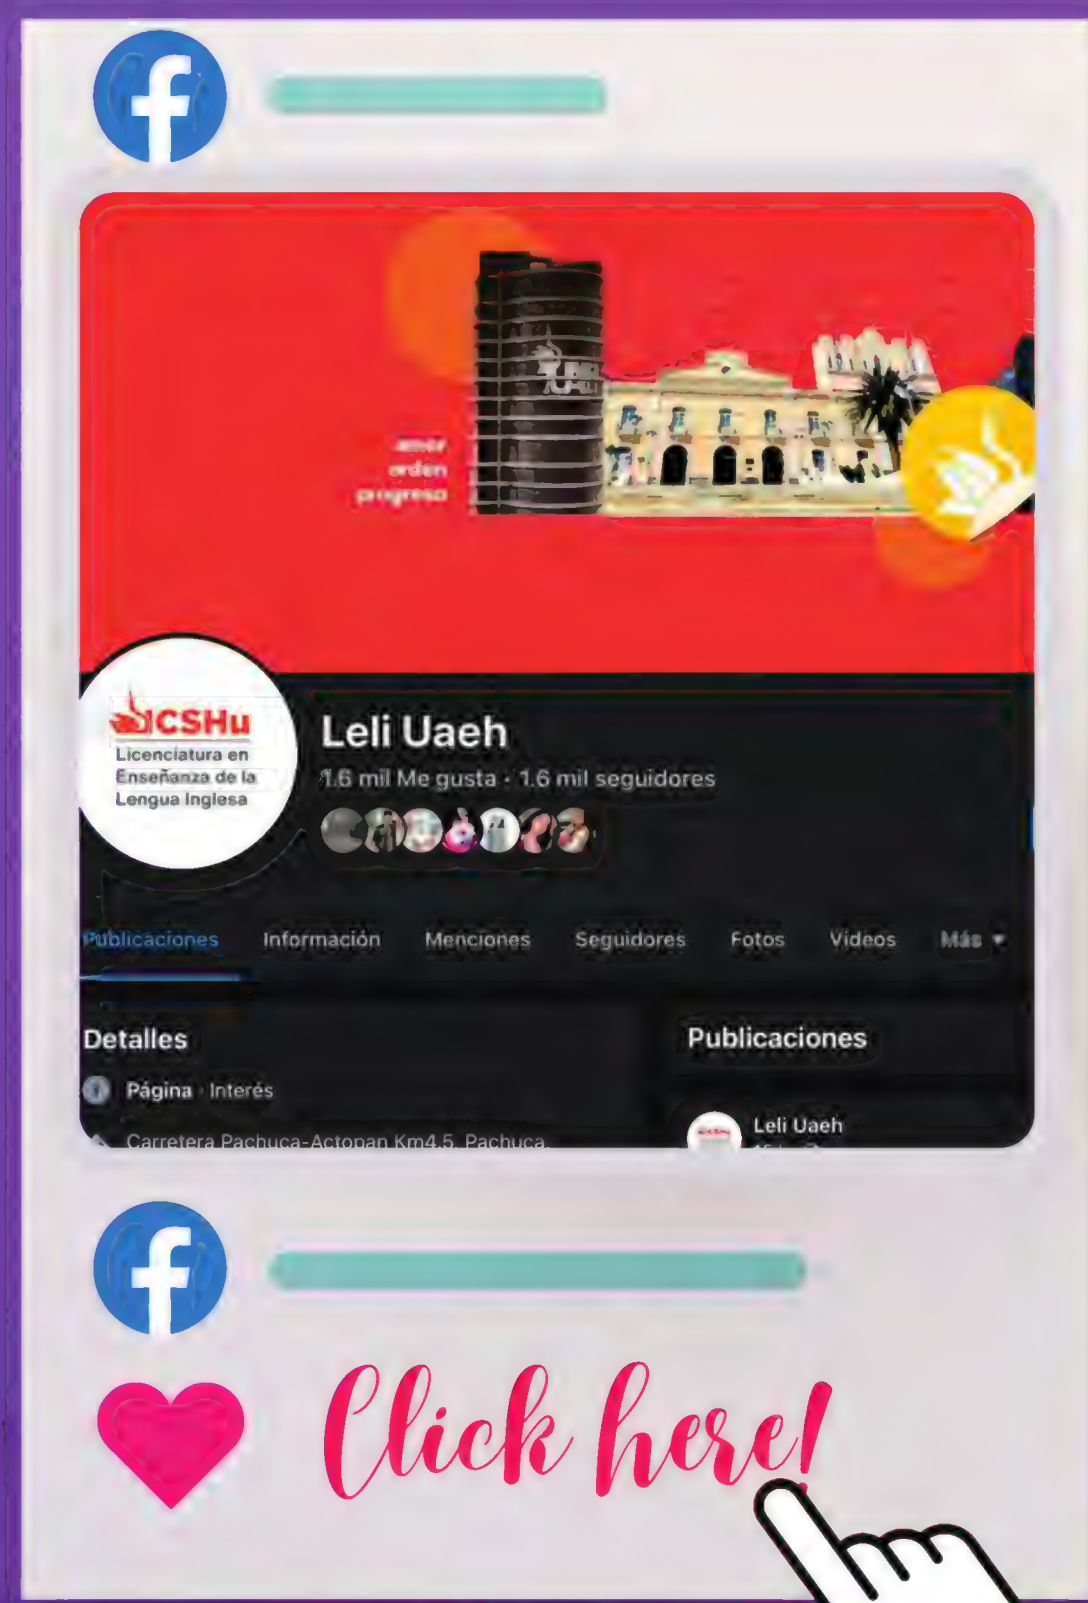 amor
orden
progreso
ICSHu
Licenciatura en
Enseñanza de la
Lengua Inglesa
Leli Uaeh
1.6 mil Me gusta · 1.6 mil seguidores
Publicaciones Información Menciones Seguidores Fotos Videos Más
Detalles
Página · Interés
Carretera Pachuca-Actopan Km4.5, Pachuca,
Publicaciones
Leli Uaeh
Click here!